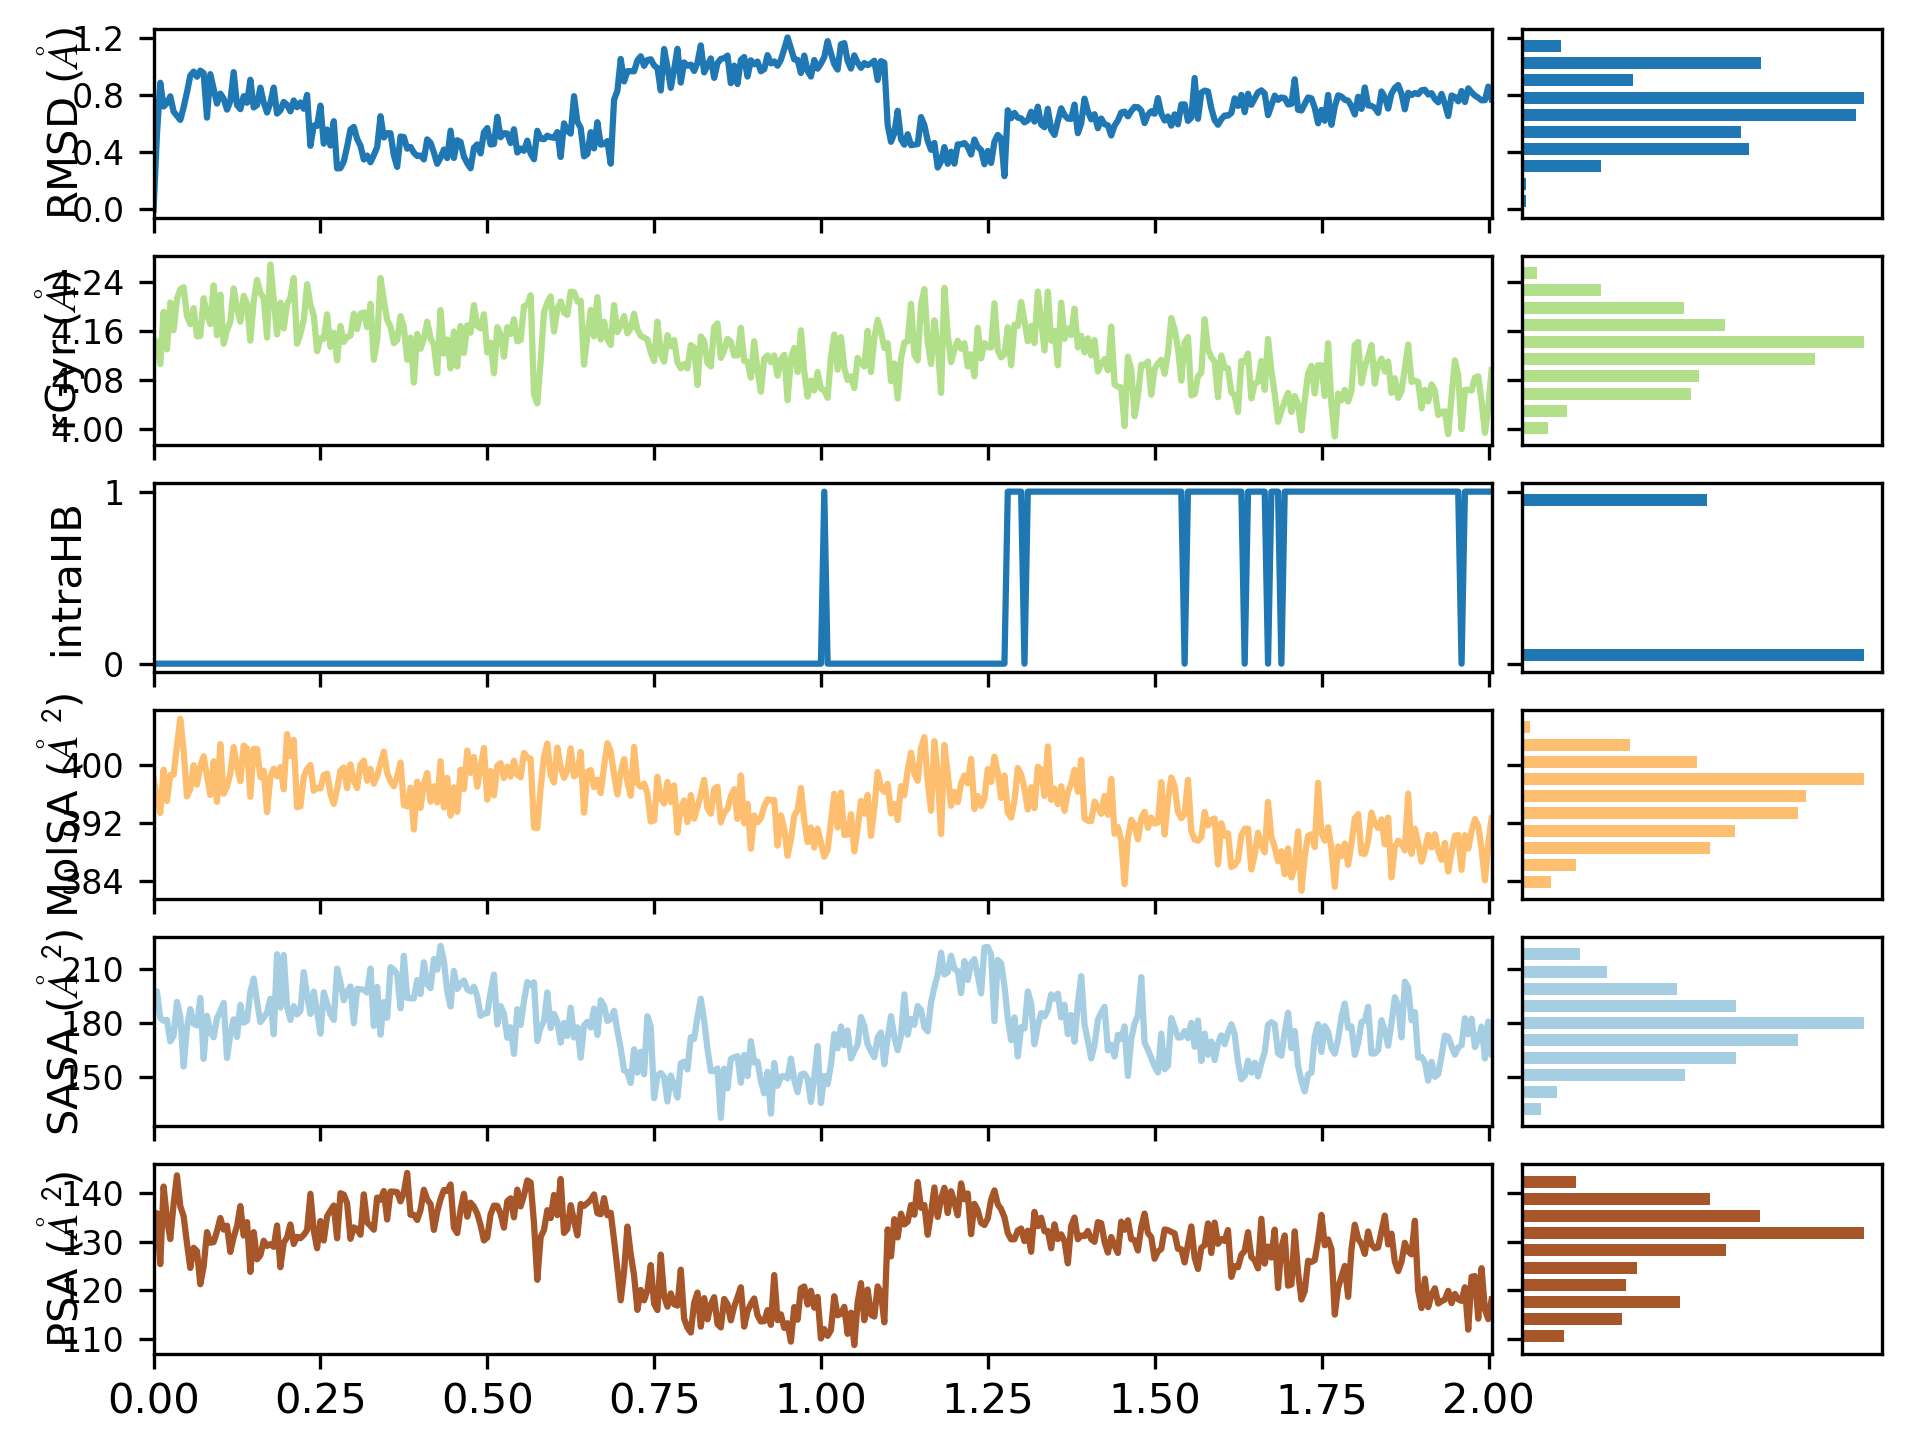 RMSD (Å)
1.2
0.8
0.4
0.0
rGyr (Å)
4.24
4.16
4.08
4.00
intraHB
1
0
MolSA (Å²)
400
392
384
SASA (Å²)
210
180
150
PSA (Å²)
140
130
120
110
0.00 0.25 0.50 0.75 1.00 1.25 1.50 1.75 2.00